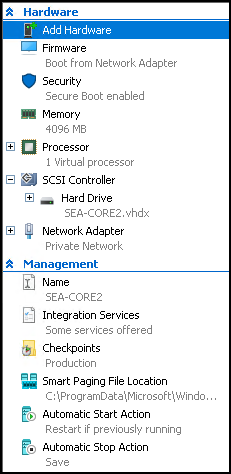 Hardware
Add Hardware
Firmware
Boot from Network Adapter
Security
Secure Boot enabled
Memory
4096 MB
Processor
1 Virtual processor
SCSI Controller
Hard Drive
SEA-CORE2.vhdx
Network Adapter
Private Network
Management
Name
SEA-CORE2
Integration Services
Some services offered
Checkpoints
Production
Smart Paging File Location
C:\ProgramData\Microsoft\Windo...
Automatic Start Action
Restart if previously running
Automatic Stop Action
Save